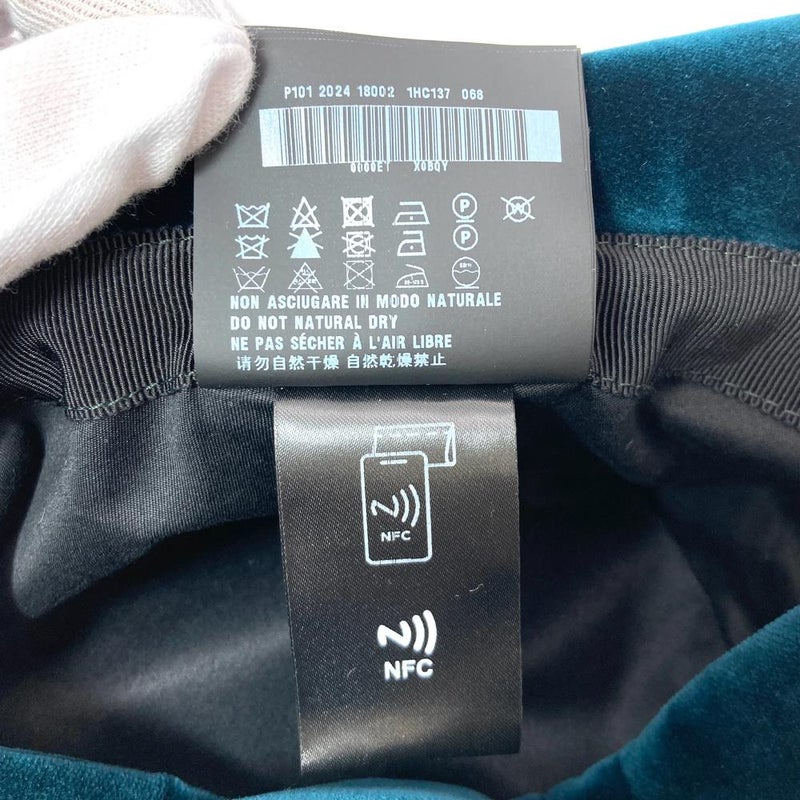 P101 2024 18002 1HC137 068
NON ASCIUGARE IN MODO NATURALE
DO NOT NATURAL DRY
NE PAS SÉCHER À L'AIR LIBRE
请勿自然干燥 自然乾燥禁止
NFC
NFC